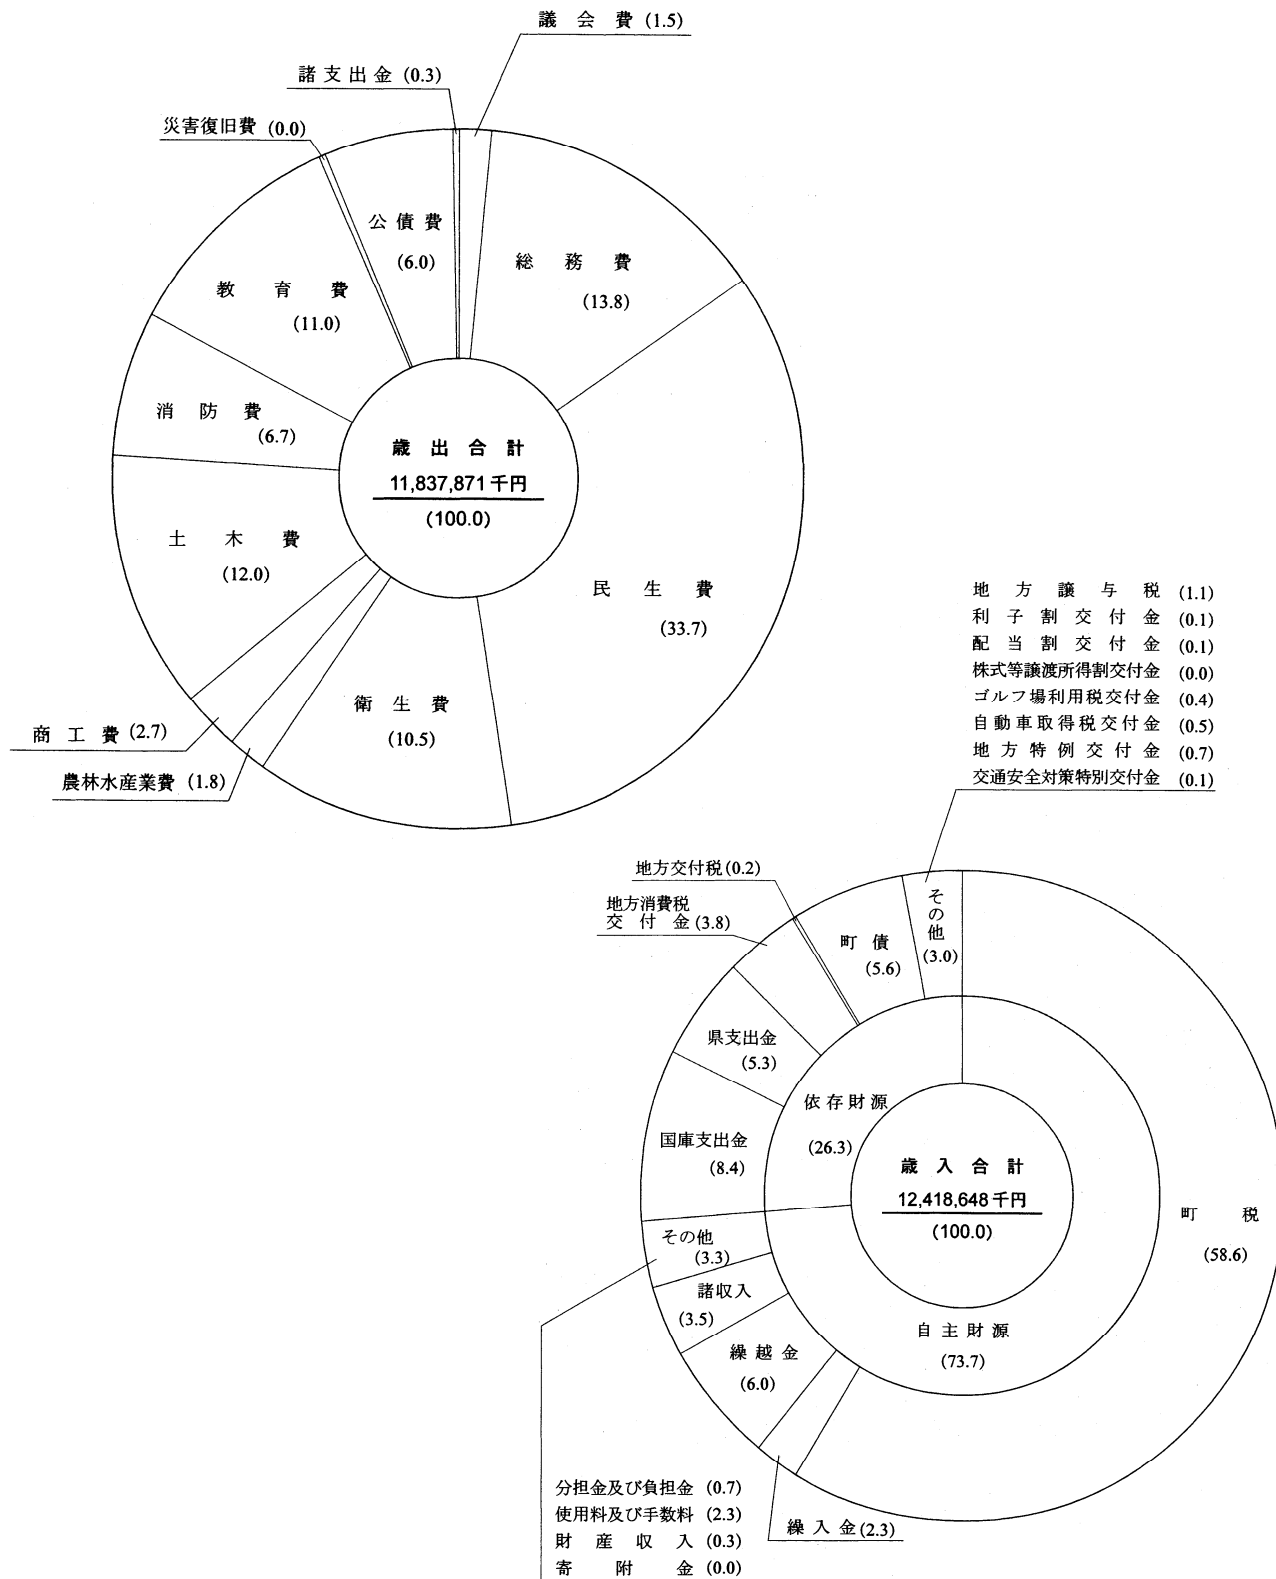 議会費 (1.5)
諸支出金 (0.3)
災害復旧費 (0.0)
公債費
(6.0)
総務費
(13.8)
教育費
(11.0)
消防費
(6.7)
歳出合計
11,837,871千円
(100.0)
土木費
(12.0)
民生費
(33.7)
衛生費
(10.5)
商工費 (2.7)
農林水産業費 (1.8)
地方譲与税 (1.1)
利子割交付金 (0.1)
配当割交付金 (0.1)
株式等譲渡所得割交付金 (0.0)
ゴルフ場利用税交付金 (0.4)
自動車取得税交付金 (0.5)
地方特例交付金 (0.7)
交通安全対策特別交付金 (0.1)
地方交付税 (0.2)
地方消費税
交付金 (3.8)
町債
(5.6)
その他
(3.0)
県支出金
(5.3)
国庫支出金
(8.4)
依存財源
(26.3)
歳入合計
12,418,648千円
(100.0)
町税
(58.6)
その他
(3.3)
諸収入
(3.5)
繰越金
(6.0)
自主財源
(73.7)
繰入金 (2.3)
分担金及び負担金 (0.7)
使用料及び手数料 (2.3)
財産収入 (0.3)
寄附金 (0.0)